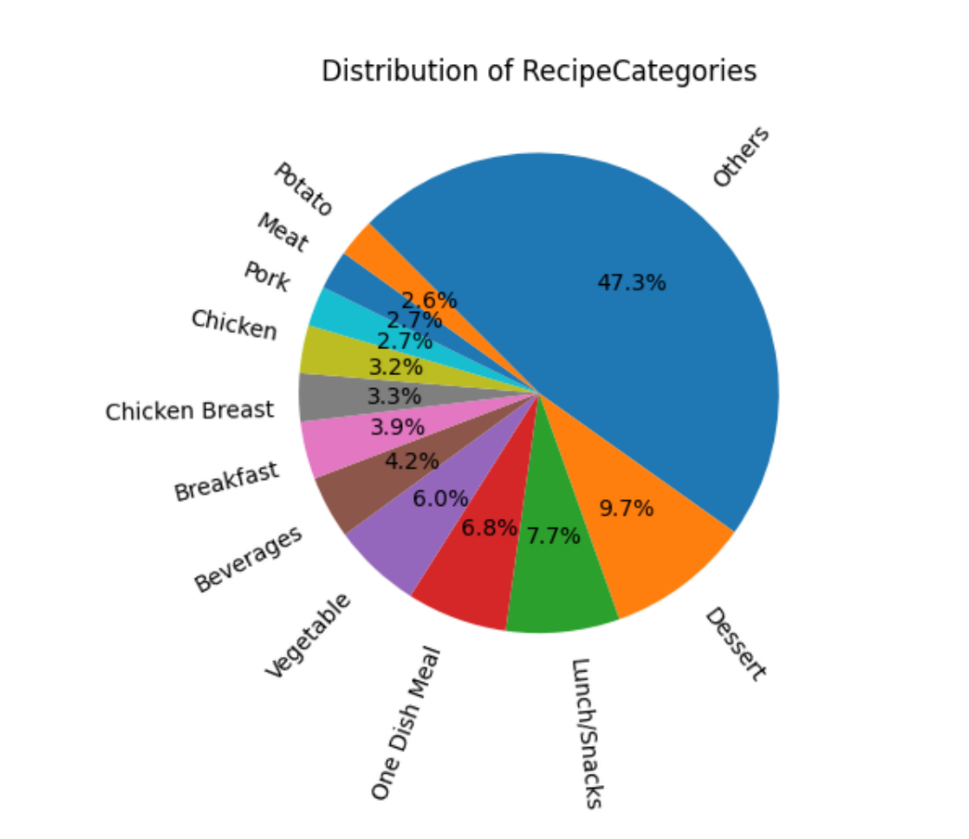 Distribution of RecipeCategories
Others
47.3%
Potato
2.6%
Meat
2.7%
Pork
2.7%
Chicken
3.2%
Chicken Breast
3.3%
Breakfast
3.9%
Beverages
4.2%
Vegetable
6.0%
One Dish Meal
6.8%
Lunch/Snacks
7.7%
Dessert
9.7%